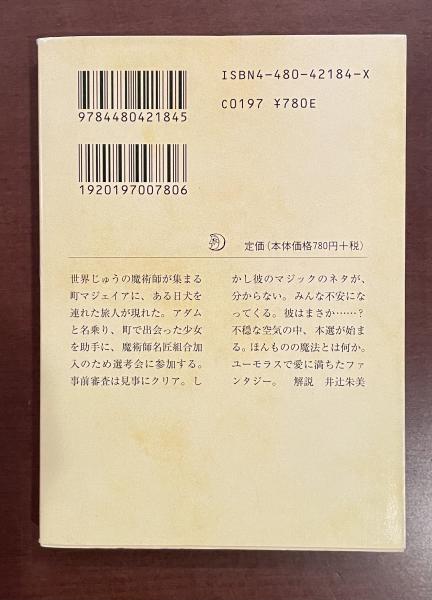 ISBN4-480-42184-X
C0197 ¥780E
9784480421845
1920197007806
定価(本体価格780円+税)
世界じゅうの魔術師が集まる
町マジェイアに、ある日犬を
連れた旅人が現れた。アダム
と名乗り、町で出会った少女
を助手に、魔術師名匠組合加
入のため選考会に参加する。
事前審査は見事にクリア。し
かし彼のマジックのネタが、
分からない。みんな不安にな
ってくる。彼はまさか……?
不穏な空気の中、本選が始ま
る。ほんものの魔法とは何か。
ユーモラスで愛に満ちたファ
ンタジー。 解説 井辻朱美